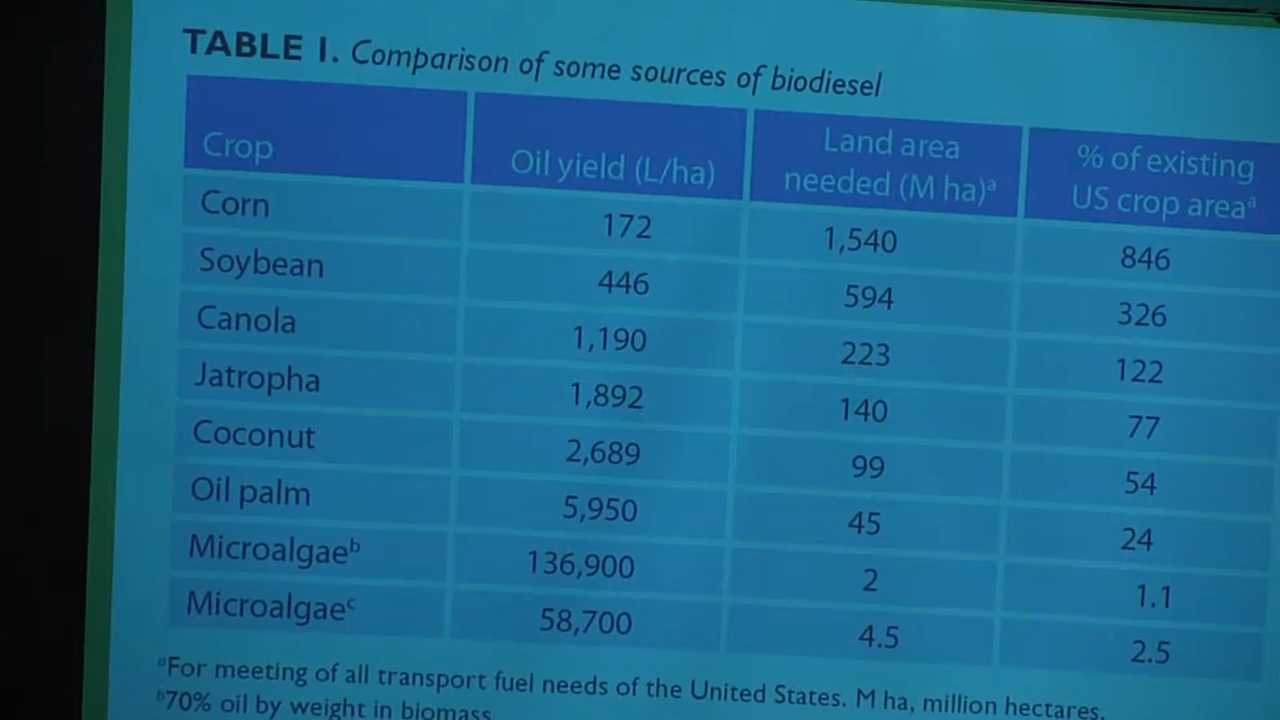 TABLE I. Comparison of some sources of biodiesel
Crop Oil yield (L/ha) Land area needed (M ha)ᵃ % of existing US crop areaᵃ
Corn 172 1,540 846
Soybean 446 594 326
Canola 1,190 223 122
Jatropha 1,892 140 77
Coconut 2,689 99 54
Oil palm 5,950 45 24
Microalgaeᵇ 136,900 2 1.1
Microalgaeᶜ 58,700 4.5 2.5
ᵃFor meeting of all transport fuel needs of the United States. M ha, million hectares.
ᵇ70% oil by weight in biomass